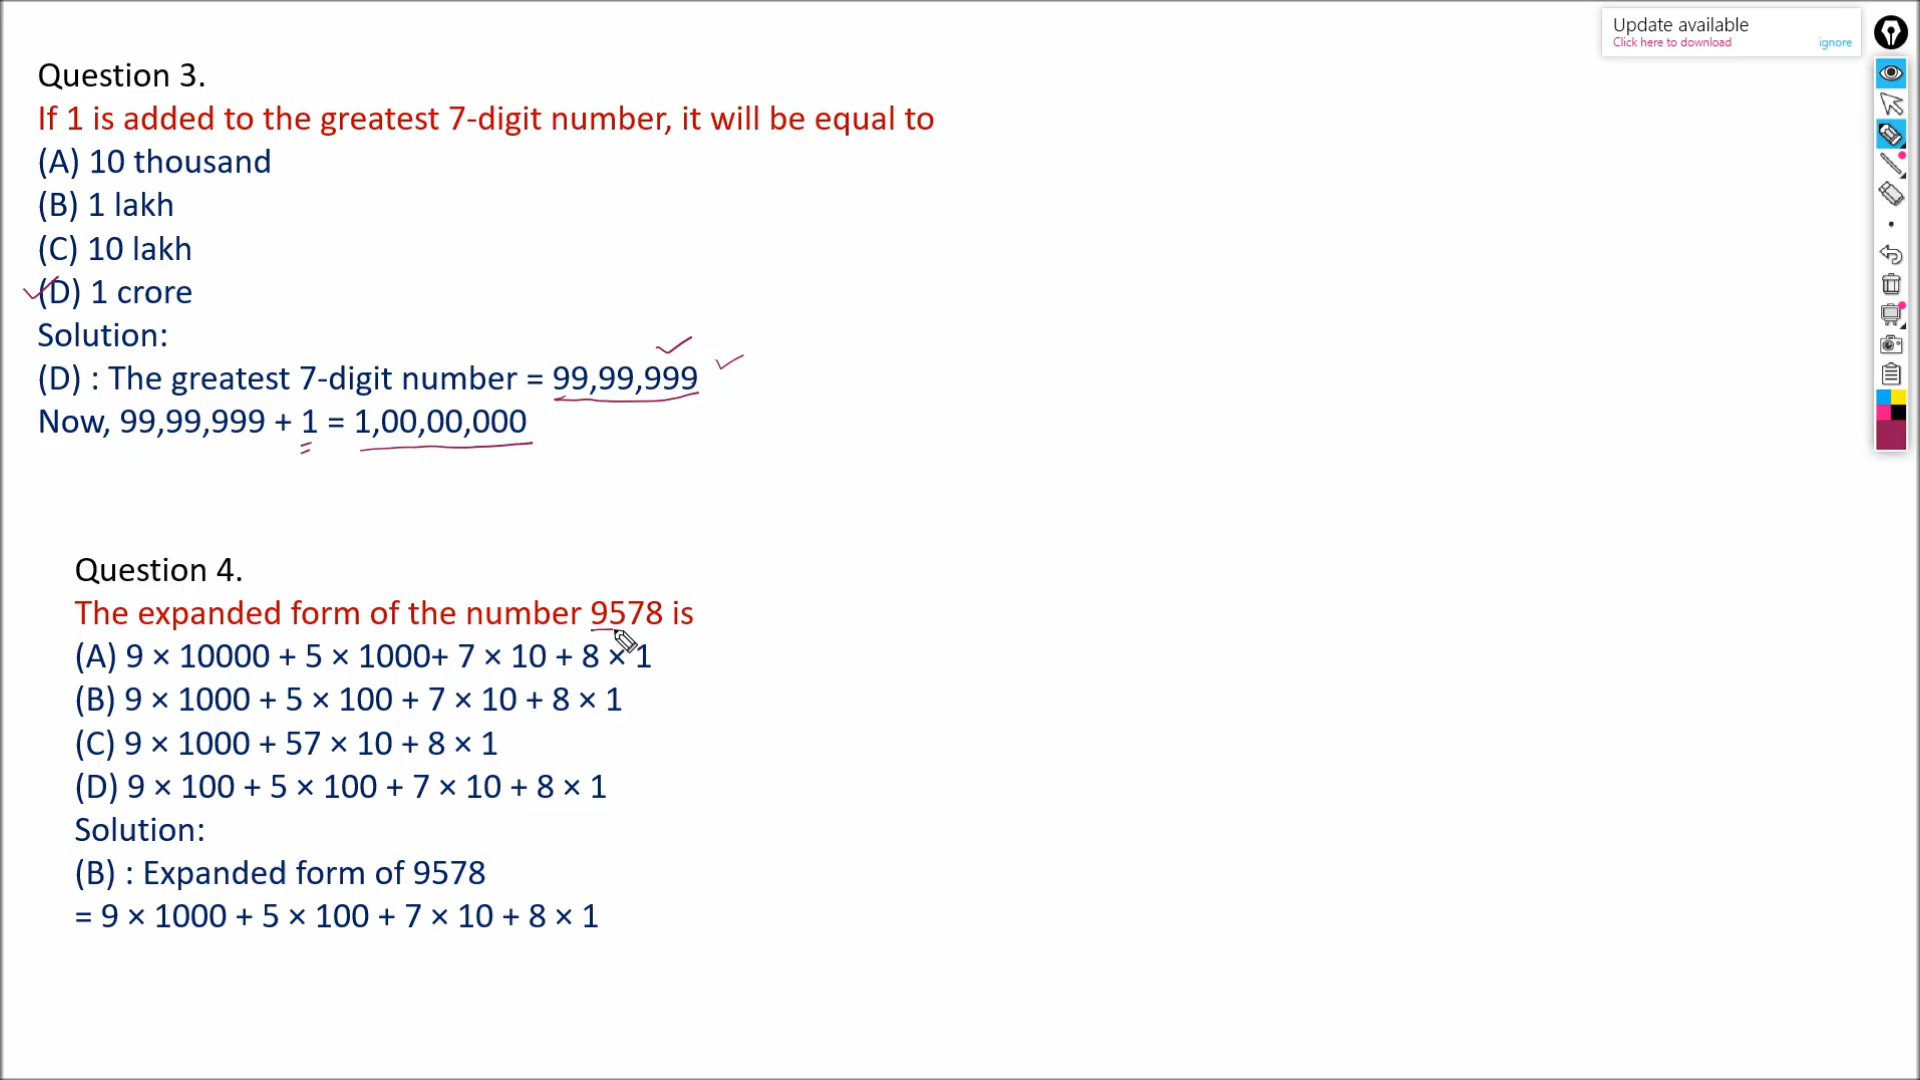 Update available
Click here to download ignore
Question 3.
If 1 is added to the greatest 7-digit number, it will be equal to
(A) 10 thousand
(B) 1 lakh
(C) 10 lakh
(D) 1 crore
Solution:
(D) : The greatest 7-digit number = 99,99,999
Now, 99,99,999 + 1 = 1,00,00,000
Question 4.
The expanded form of the number 9578 is
(A) 9 × 10000 + 5 × 1000+ 7 × 10 + 8 × 1
(B) 9 × 1000 + 5 × 100 + 7 × 10 + 8 × 1
(C) 9 × 1000 + 57 × 10 + 8 × 1
(D) 9 × 100 + 5 × 100 + 7 × 10 + 8 × 1
Solution:
(B) : Expanded form of 9578
= 9 × 1000 + 5 × 100 + 7 × 10 + 8 × 1